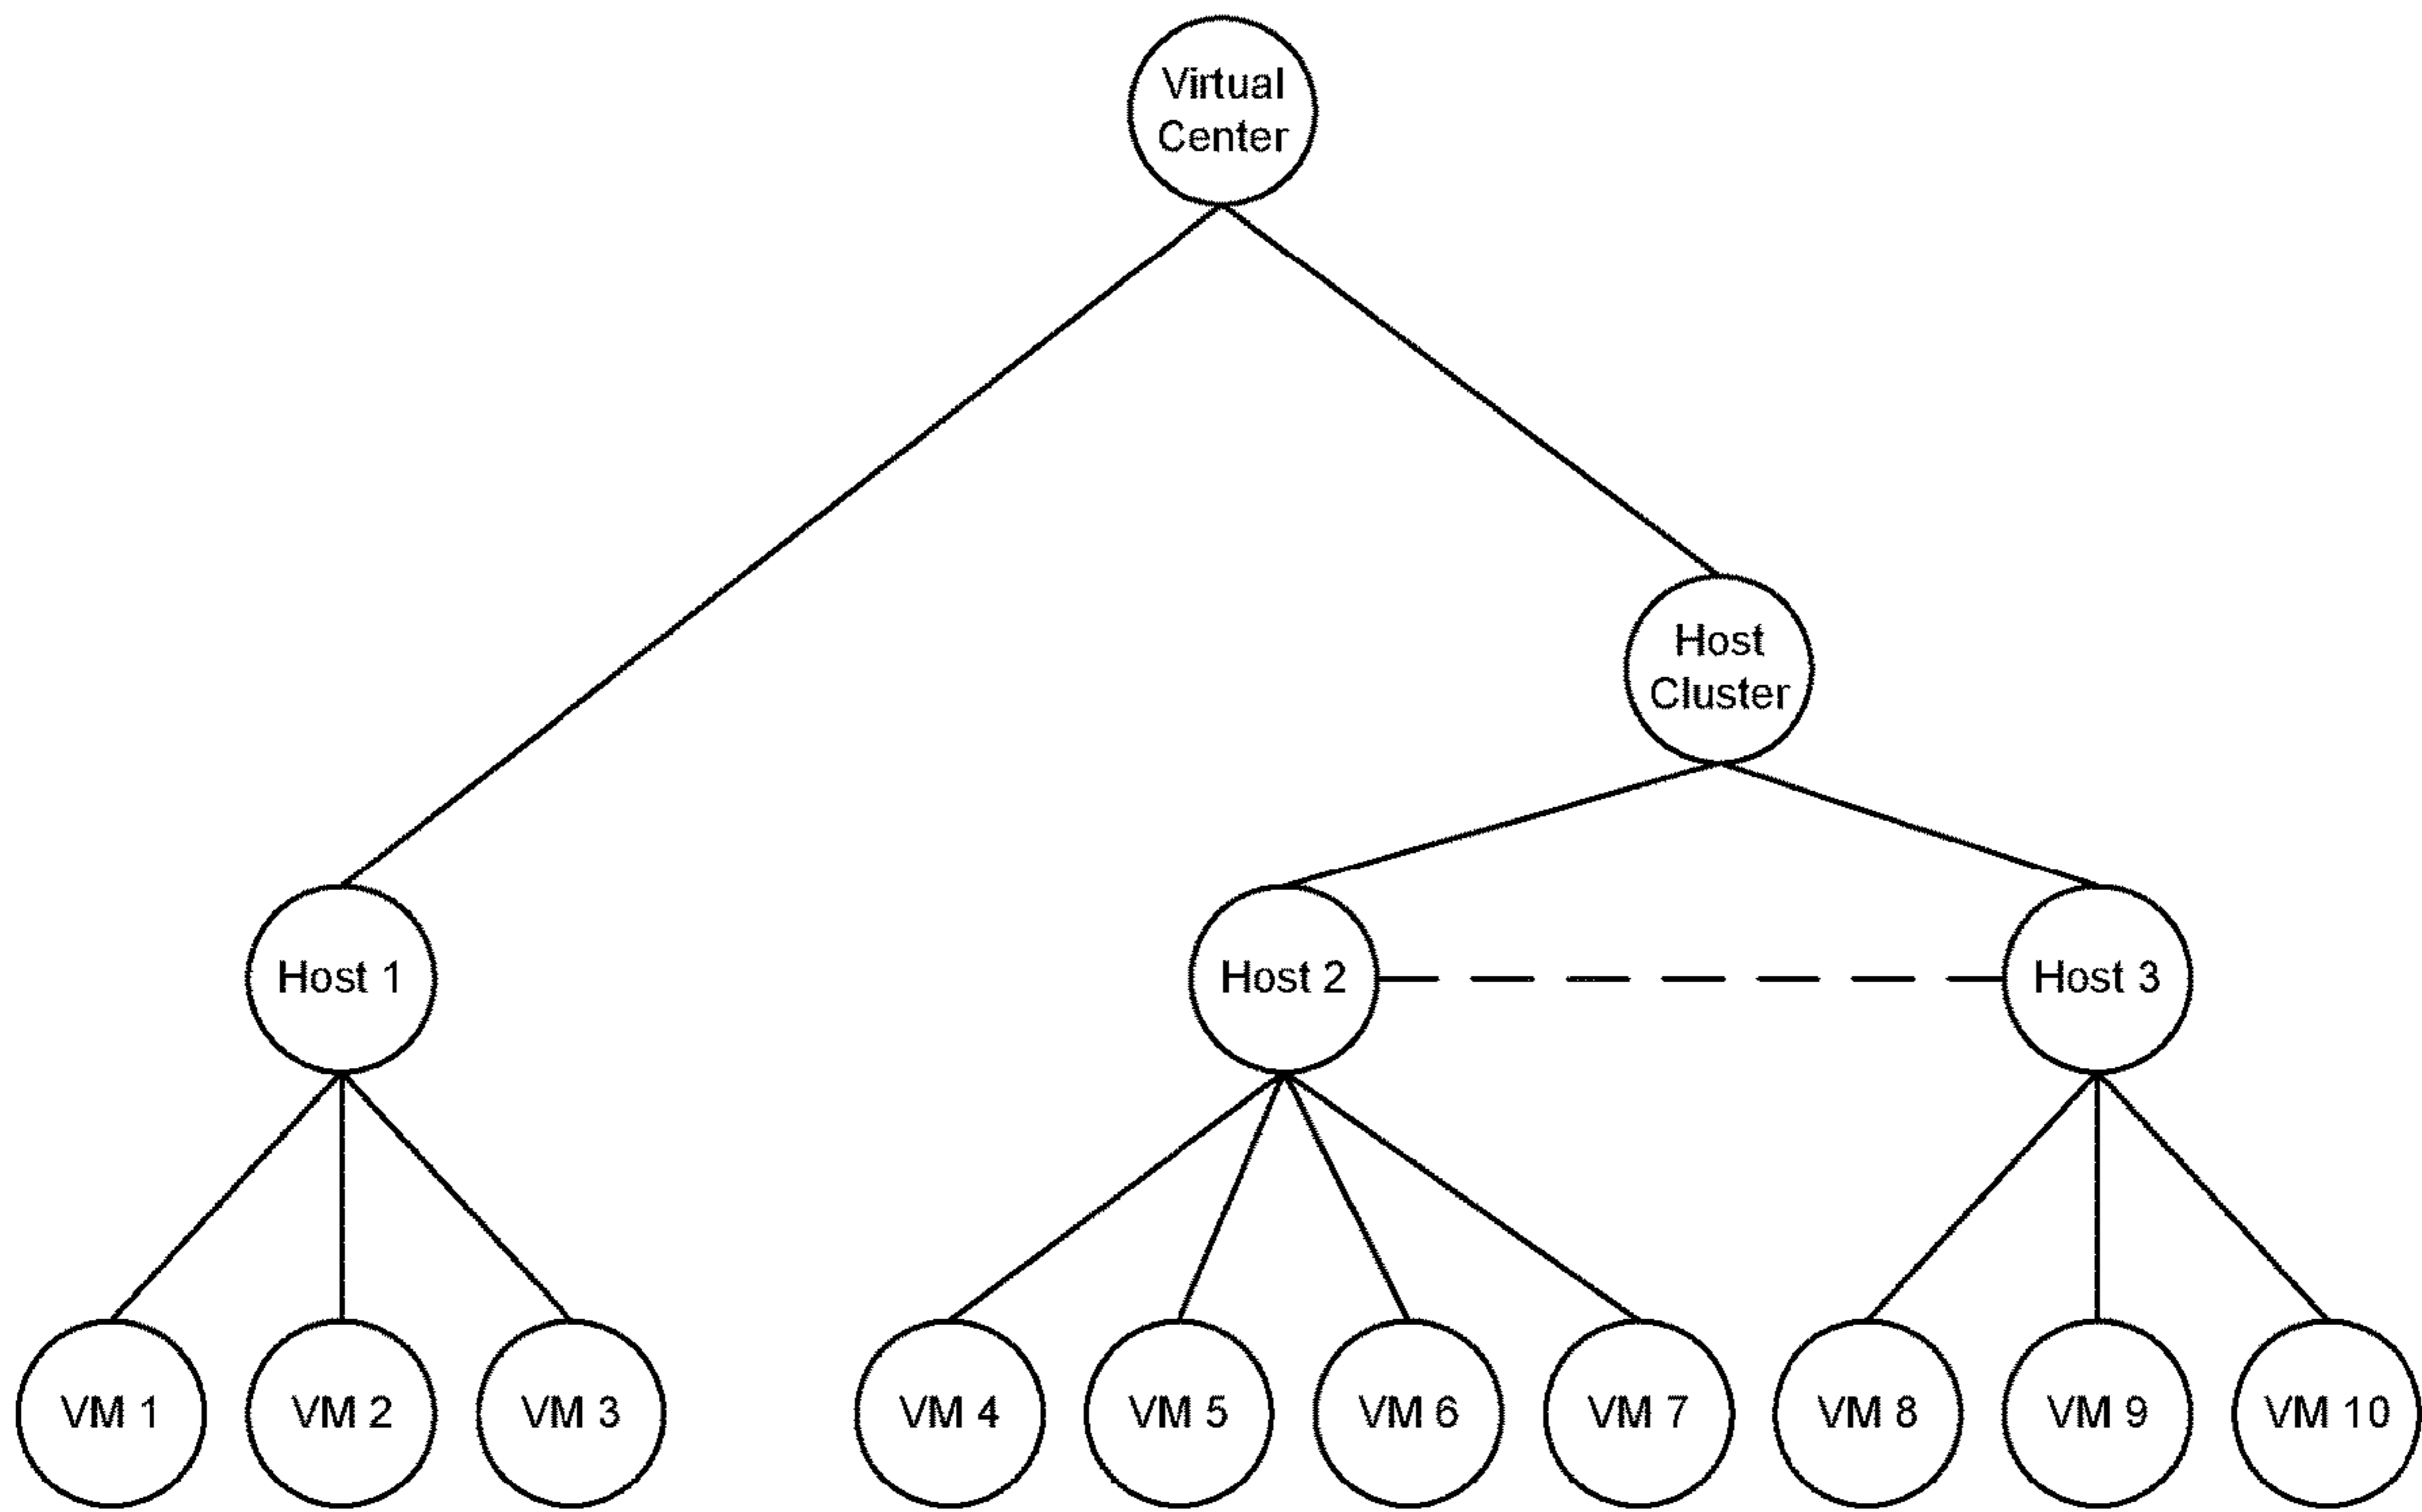 Virtual
Center
Host
Cluster
Host 1
Host 2
Host 3
VM 1
VM 2
VM 3
VM 4
VM 5
VM 6
VM 7
VM 8
VM 9
VM 10